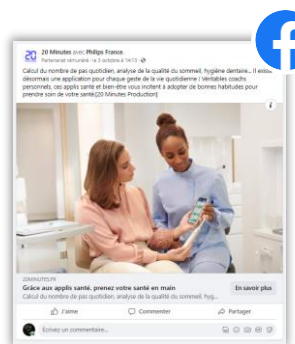 20 Minutes avec Philips France.
Partenariat rémunéré · le 3 octobre à 14:13 ·
Calcul du nombre de pas quotidien, analyse de la qualité du sommeil, hygiène dentaire... Il existe
désormais une application pour chaque geste de la vie quotidienne ! Véritables coachs
personnels, ces applis santé et bien-être vous incitent à adopter de bonnes habitudes pour
prendre soin de votre santé.[20 Minutes Production]
20MINUTES.FR
Grâce aux applis santé, prenez votre santé en main
En savoir plus
Calcul du nombre de pas quotidien, analyse de la qualité du sommeil, hyg...
J'aime
Commenter
Partager
Écrivez un commentaire...